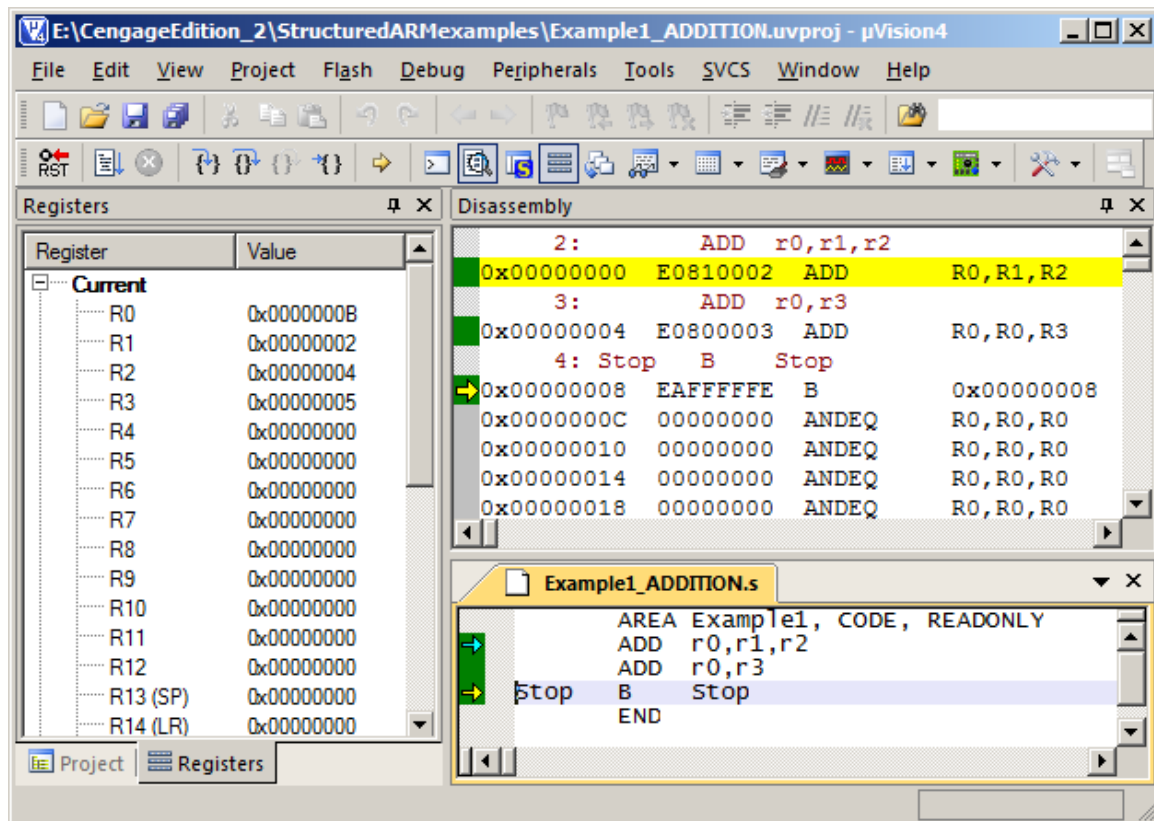 E:\CengageEdition_2\StructuredARMexamples\Example1_ADDITION.uvproj - µVision4
File Edit View Project Flash Debug Peripherals Tools SVCS Window Help
RST
Registers
Register Value
Current
R0 0x0000000B
R1 0x00000002
R2 0x00000004
R3 0x00000005
R4 0x00000000
R5 0x00000000
R6 0x00000000
R7 0x00000000
R8 0x00000000
R9 0x00000000
R10 0x00000000
R11 0x00000000
R12 0x00000000
R13 (SP) 0x00000000
R14 (LR) 0x00000000
Project Registers
Disassembly
2: ADD r0,r1,r2
0x00000000 E0810002 ADD R0,R1,R2
3: ADD r0,r3
0x00000004 E0800003 ADD R0,R0,R3
4: Stop B Stop
0x00000008 EAFFFFFE B 0x00000008
0x0000000C 00000000 ANDEQ R0,R0,R0
0x00000010 00000000 ANDEQ R0,R0,R0
0x00000014 00000000 ANDEQ R0,R0,R0
0x00000018 00000000 ANDEQ R0,R0,R0
Example1_ADDITION.s
AREA Example1, CODE, READONLY
ADD r0,r1,r2
ADD r0,r3
Stop B Stop
END